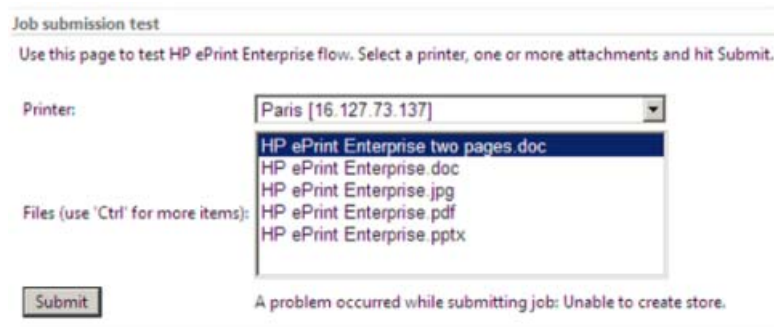 Job submission test
Use this page to test HP ePrint Enterprise flow. Select a printer, one or more attachments and hit Submit.
Printer: Paris [16.127.73.137]
HP ePrint Enterprise two pages.doc
HP ePrint Enterprise.doc
HP ePrint Enterprise.jpg
Files (use 'Ctrl' for more items): HP ePrint Enterprise.pdf
HP ePrint Enterprise.pptx
Submit A problem occurred while submitting job: Unable to create store.